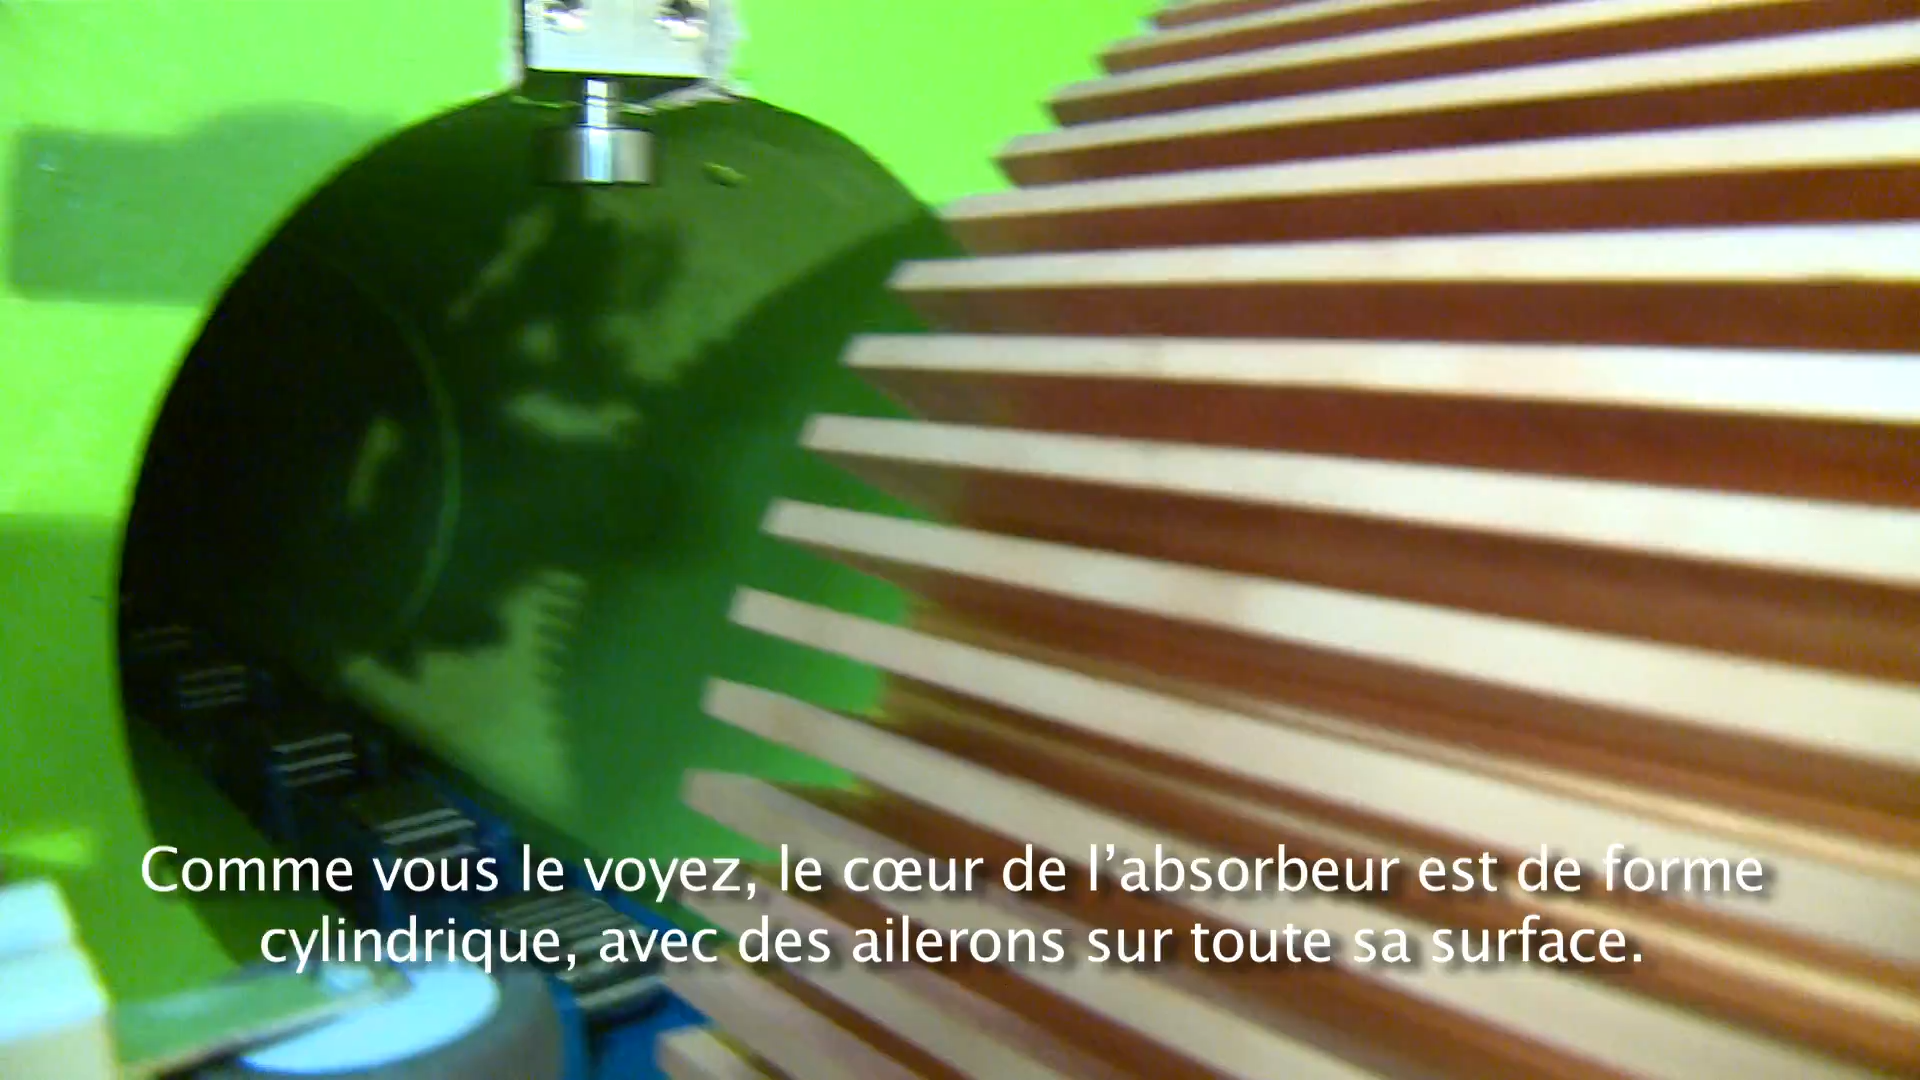 Comme vous le voyez, le cœur de l’absorbeur est de forme
cylindrique, avec des ailerons sur toute sa surface.